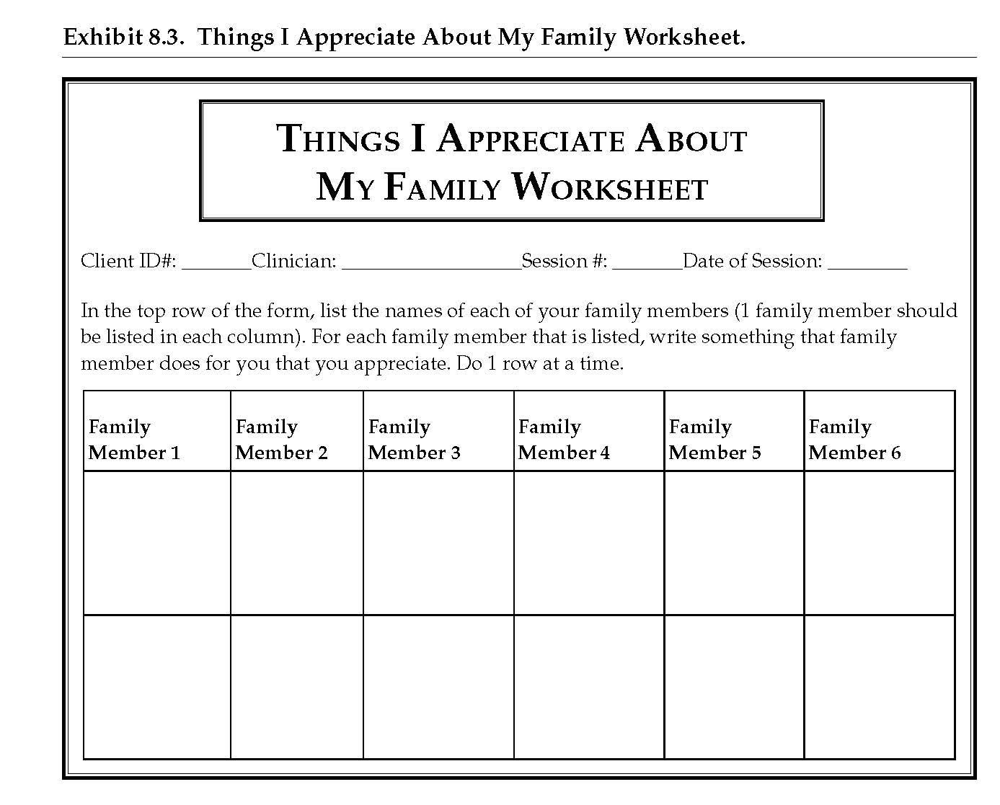 Exhibit 8.3. Things I Appreciate About My Family Worksheet.
THINGS I APPRECIATE ABOUT
MY FAMILY WORKSHEET
Client ID#: _______Clinician: __________________Session #: _______Date of Session: ________
In the top row of the form, list the names of each of your family members (1 family member should
be listed in each column). For each family member that is listed, write something that family
member does for you that you appreciate. Do 1 row at a time.
Family Family Family Family Family Family
Member 1 Member 2 Member 3 Member 4 Member 5 Member 6